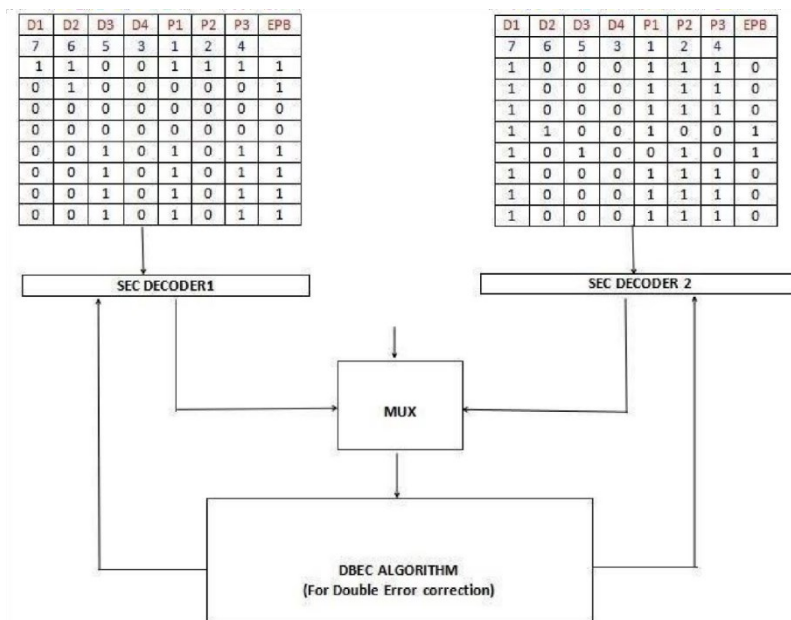 D1 D2 D3 D4 P1 P2 P3 EPB
7 6 5 3 1 2 4
1 1 0 0 1 1 1 1
0 1 0 0 0 0 0 1
0 0 0 0 0 0 0 0
0 0 0 0 0 0 0 0
0 0 1 0 1 0 1 1
0 0 1 0 1 0 1 1
0 0 1 0 1 0 1 1
0 0 1 0 1 0 1 1
D1 D2 D3 D4 P1 P2 P3 EPB
7 6 5 3 1 2 4
1 0 0 0 1 1 1 0
1 0 0 0 1 1 1 0
1 0 0 0 1 1 1 0
1 1 0 0 1 0 0 1
1 0 1 0 0 1 0 1
1 0 0 0 1 1 1 0
1 0 0 0 1 1 1 0
1 0 0 0 1 1 1 0
SEC DECODER1
SEC DECODER 2
MUX
DBEC ALGORITHM
(For Double Error correction)